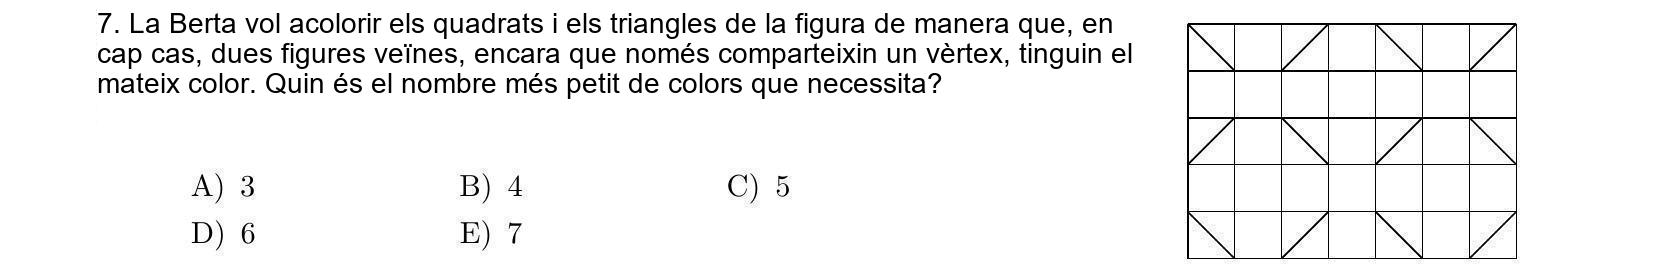 7. La Berta vol acolorir els quadrats i els triangles de la figura de manera que, en
cap cas, dues figures veïnes, encara que només comparteixin un vèrtex, tinguin el
mateix color. Quin és el nombre més petit de colors que necessita?
A) 3 B) 4 C) 5
D) 6 E) 7